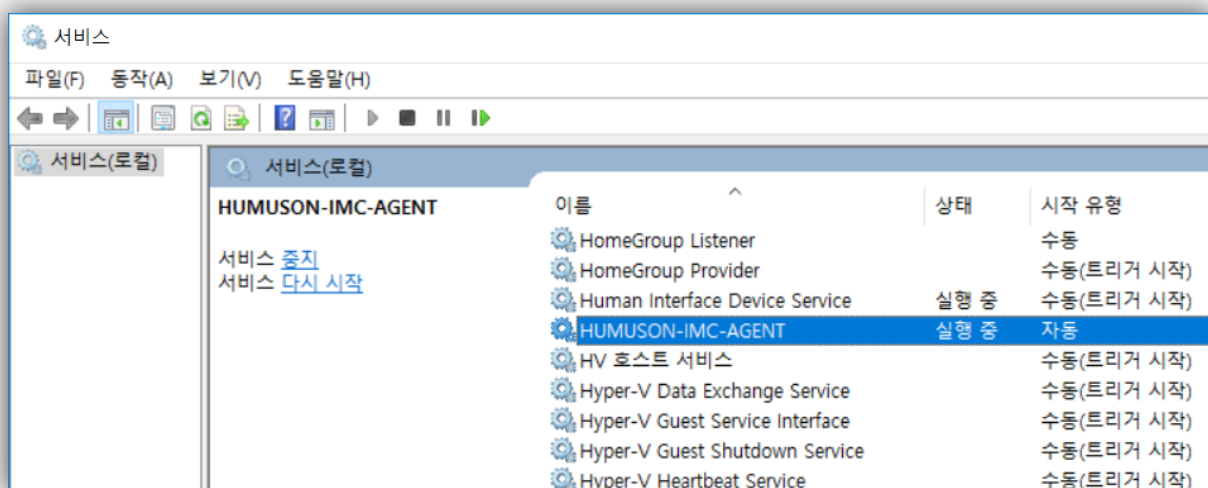 서비스
파일(F) 동작(A) 보기(V) 도움말(H)
서비스(로컬)
서비스(로컬)
HUMUSON-IMC-AGENT
서비스 중지
서비스 다시 시작
이름 상태 시작 유형
HomeGroup Listener 수동
HomeGroup Provider 수동(트리거 시작)
Human Interface Device Service 실행 중 수동(트리거 시작)
HUMUSON-IMC-AGENT 실행 중 자동
HV 호스트 서비스 수동(트리거 시작)
Hyper-V Data Exchange Service 수동(트리거 시작)
Hyper-V Guest Service Interface 수동(트리거 시작)
Hyper-V Guest Shutdown Service 수동(트리거 시작)
Hyper-V Heartbeat Service 수동(트리거 시작)